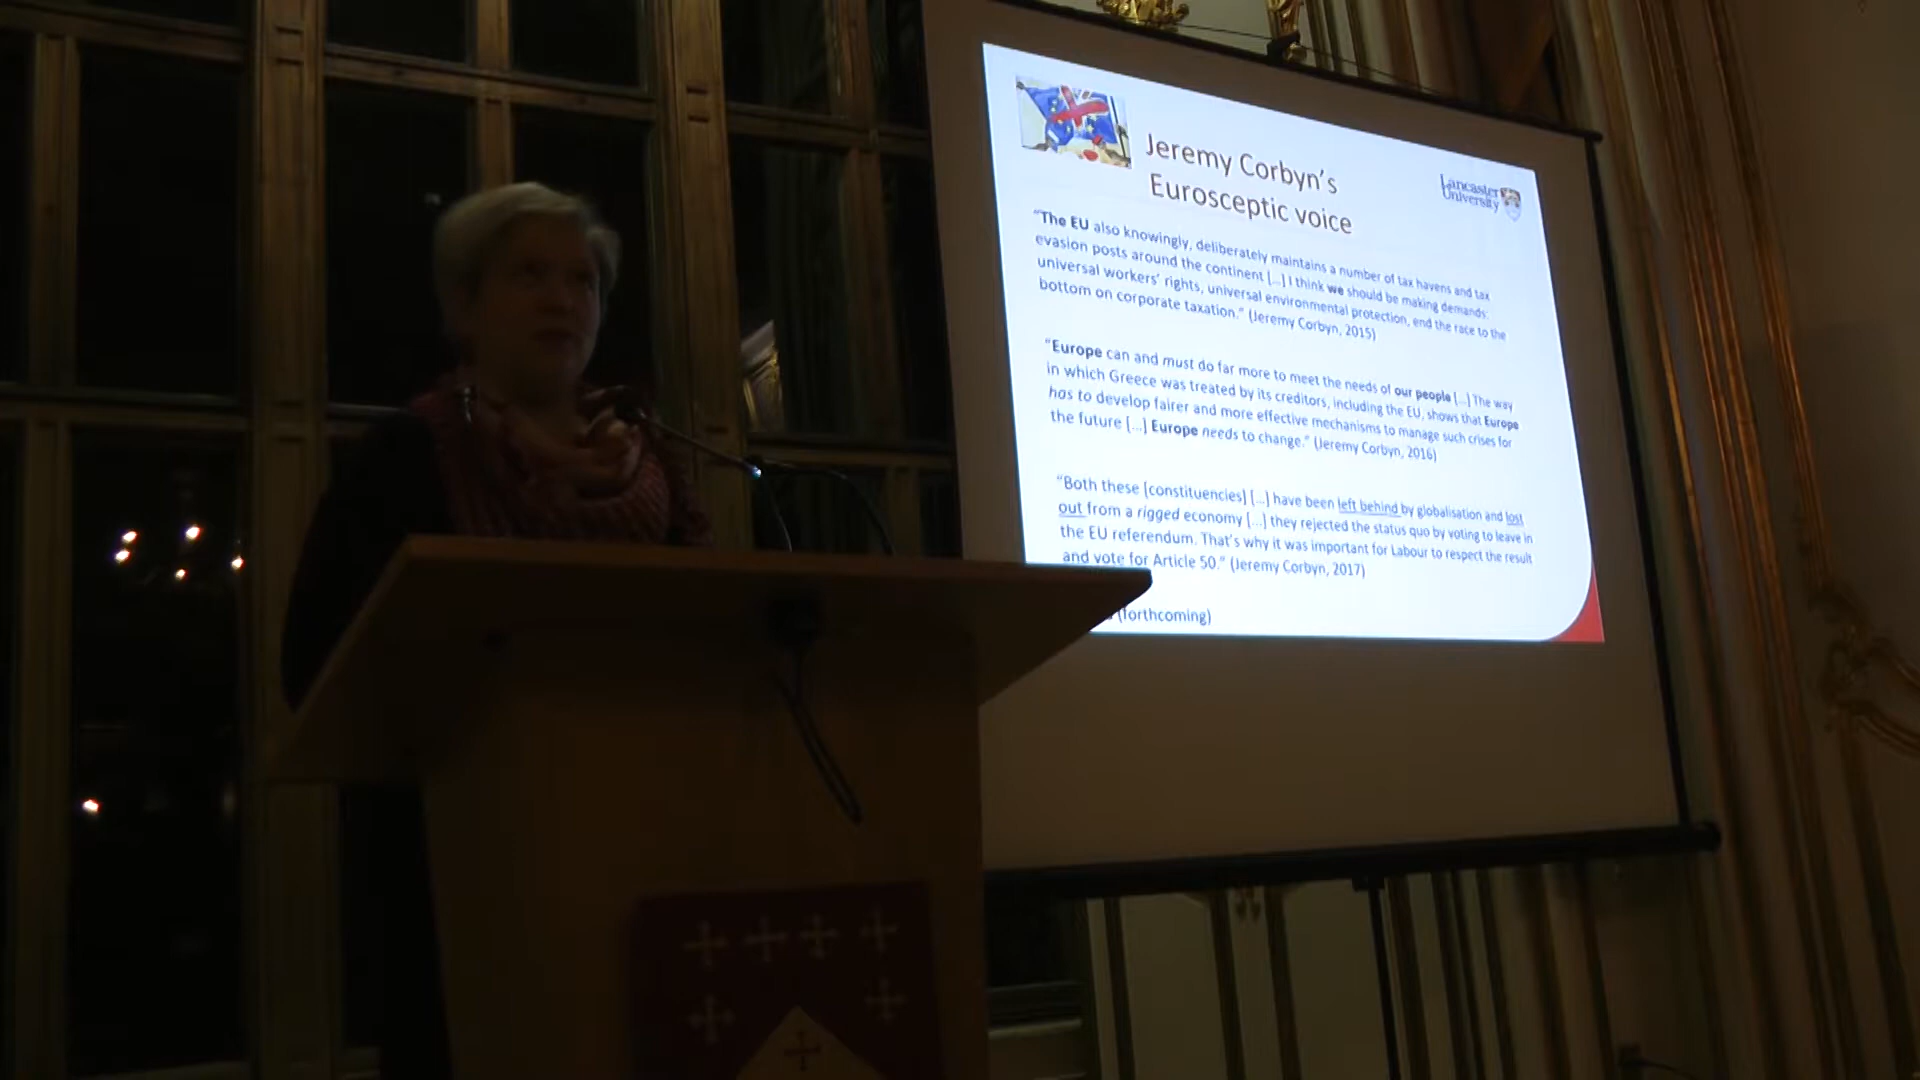 Jeremy Corbyn's
Eurosceptic voice
Lancaster
University
"The EU also knowingly, deliberately maintains a number of tax havens and tax
evasion posts around the continent [...] I think we should be making demands:
universal workers' rights, universal environmental protection, end the race to the
bottom on corporate taxation." (Jeremy Corbyn, 2015)
"Europe can and must do far more to meet the needs of our people [...] The way
in which Greece was treated by its creditors, including the EU, shows that Europe
has to develop fairer and more effective mechanisms to manage such crises for
the future [...] Europe needs to change." (Jeremy Corbyn, 2016)
"Both these [constituencies] [...] have been left behind by globalisation and lost
out from a rigged economy [...] they rejected the status quo by voting to leave in
the EU referendum. That's why it was important for Labour to respect the result
and vote for Article 50." (Jeremy Corbyn, 2017)
(forthcoming)